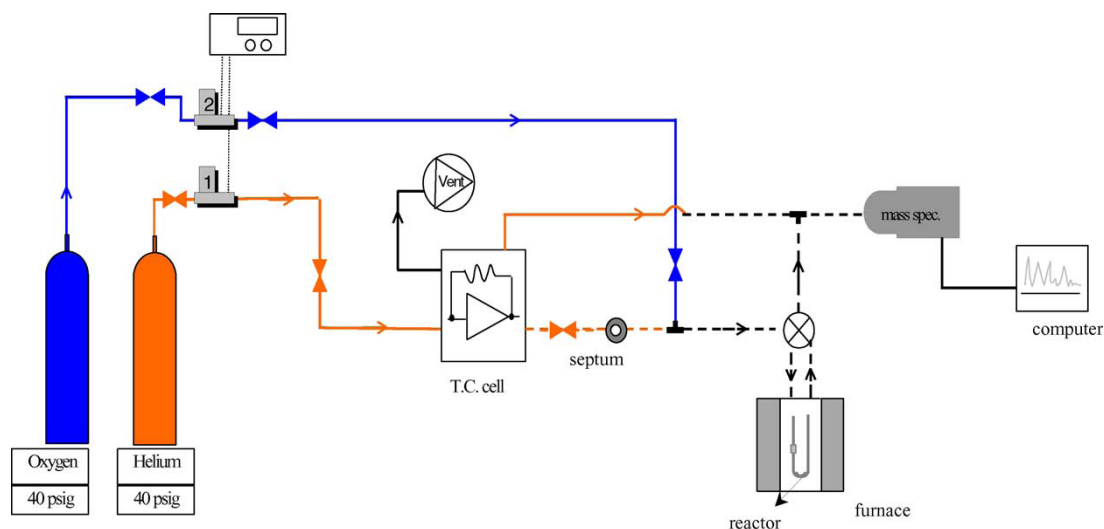 2
1
Vent
mass spec.
computer
septum
T.C. cell
Oxygen
Helium
40 psig
40 psig
furnace
reactor